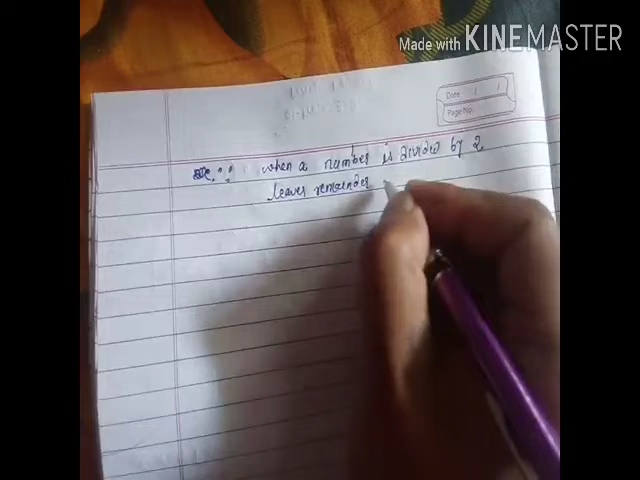 Made with KINEMASTER
Date / /
Page No.
when a number is divided by 2
leaves remainder